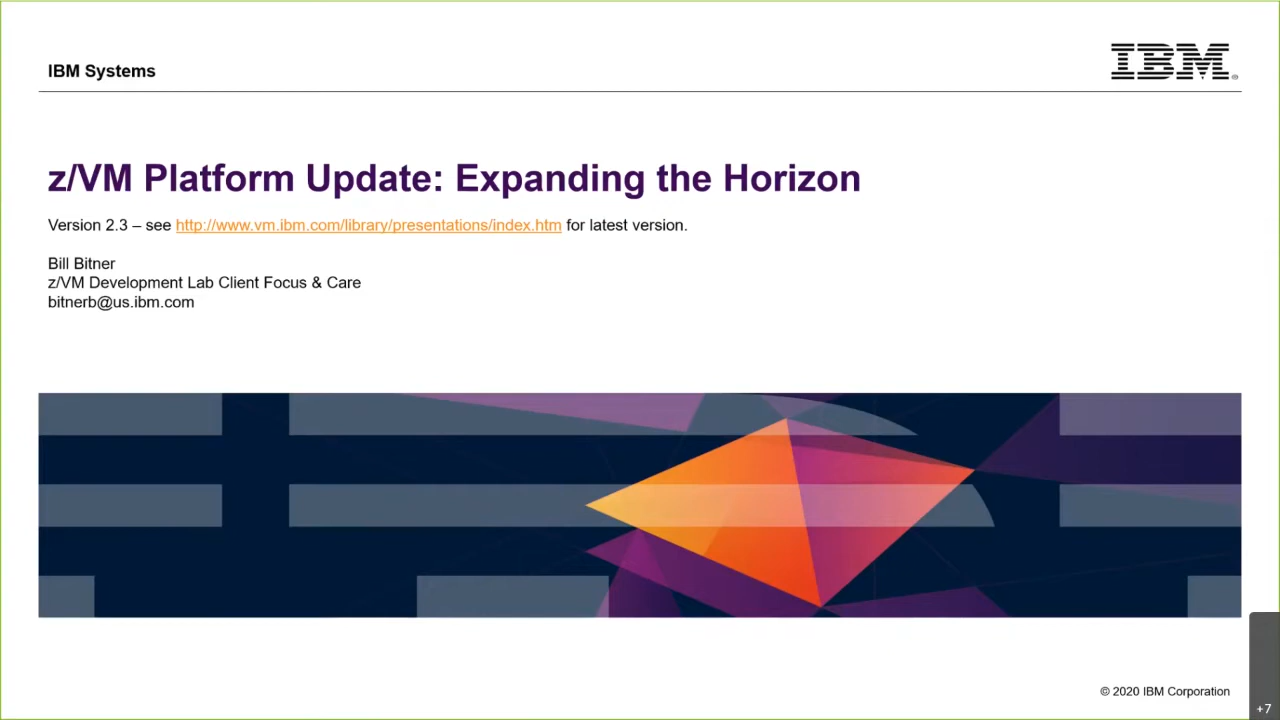 IBM Systems
IBM®
z/VM Platform Update: Expanding the Horizon
Version 2.3 – see http://www.vm.ibm.com/library/presentations/index.htm for latest version.
Bill Bitner
z/VM Development Lab Client Focus & Care
bitnerb@us.ibm.com
© 2020 IBM Corporation
+7